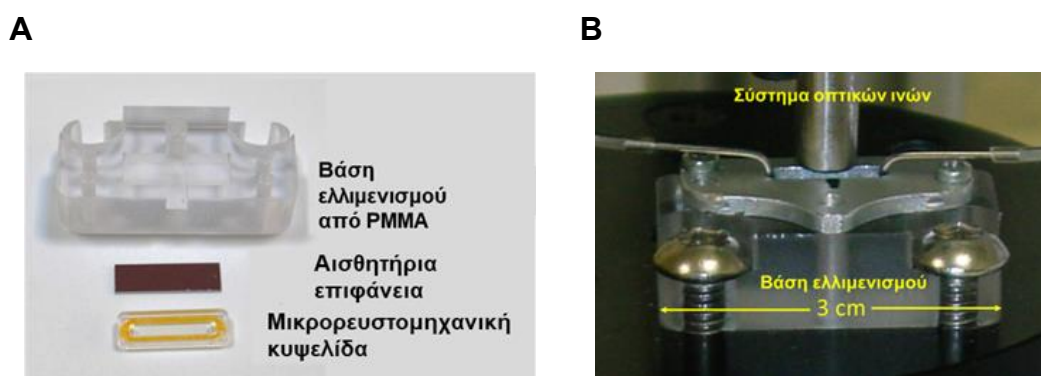 A
B
Βάση
ελλιμενισμού
από PMMA
Αισθητήρια
επιφάνεια
Μικρορευστομηχανική
κυψελίδα
Σύστημα οπτικών ινών
Βάση ελλιμενισμού
3 cm